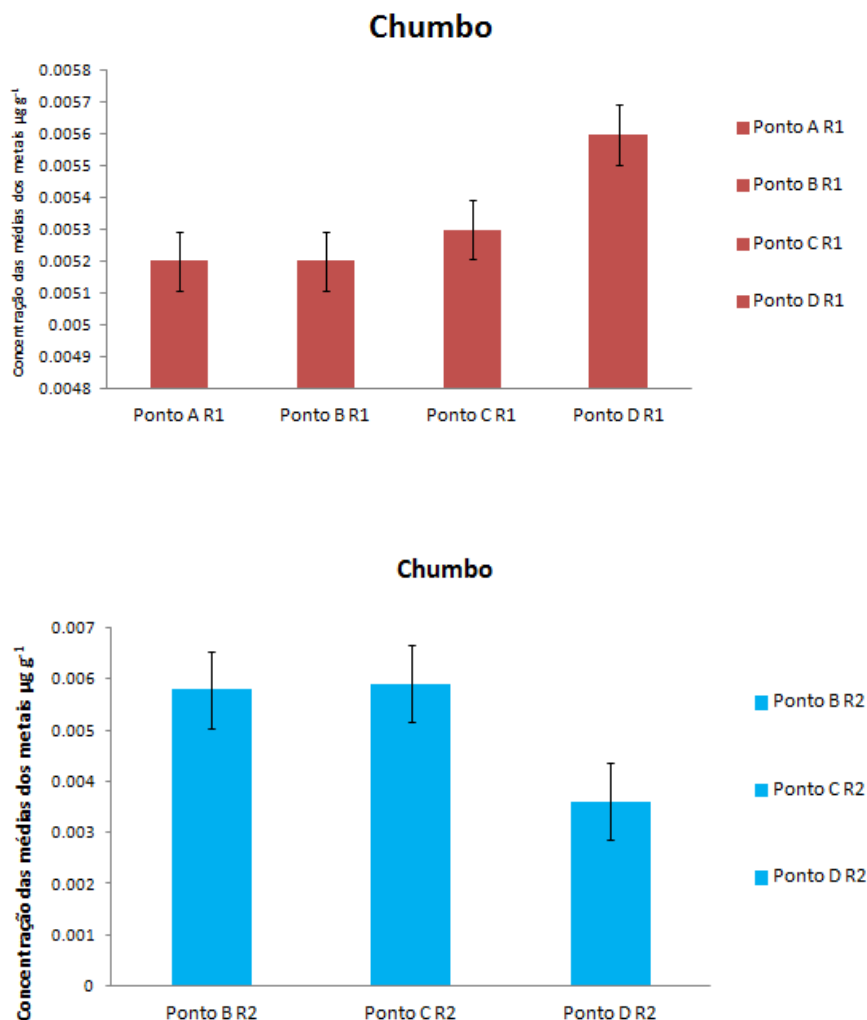 Chumbo
Concentração das médias dos metais µg g⁻¹
0.0058
0.0057
0.0056
0.0055
0.0054
0.0053
0.0052
0.0051
0.005
0.0049
0.0048
Ponto A R1
Ponto B R1
Ponto C R1
Ponto D R1
Ponto A R1
Ponto B R1
Ponto C R1
Ponto D R1
Chumbo
Concentração das médias dos metais µg g⁻¹
0.007
0.006
0.005
0.004
0.003
0.002
0.001
0
Ponto B R2
Ponto C R2
Ponto D R2
Ponto B R2
Ponto C R2
Ponto D R2